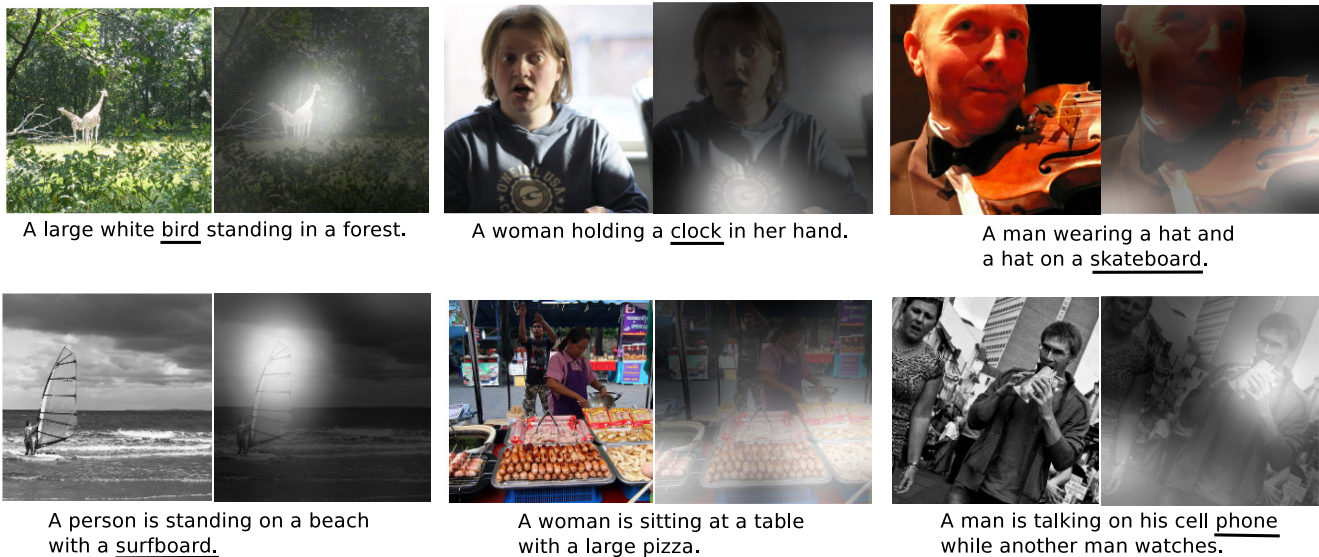 O'NEILL USA
A large white bird standing in a forest.
A woman holding a clock in her hand.
A man wearing a hat and
a hat on a skateboard.
A person is standing on a beach
with a surfboard.
A woman is sitting at a table
with a large pizza.
A man is talking on his cell phone
while another man watches.